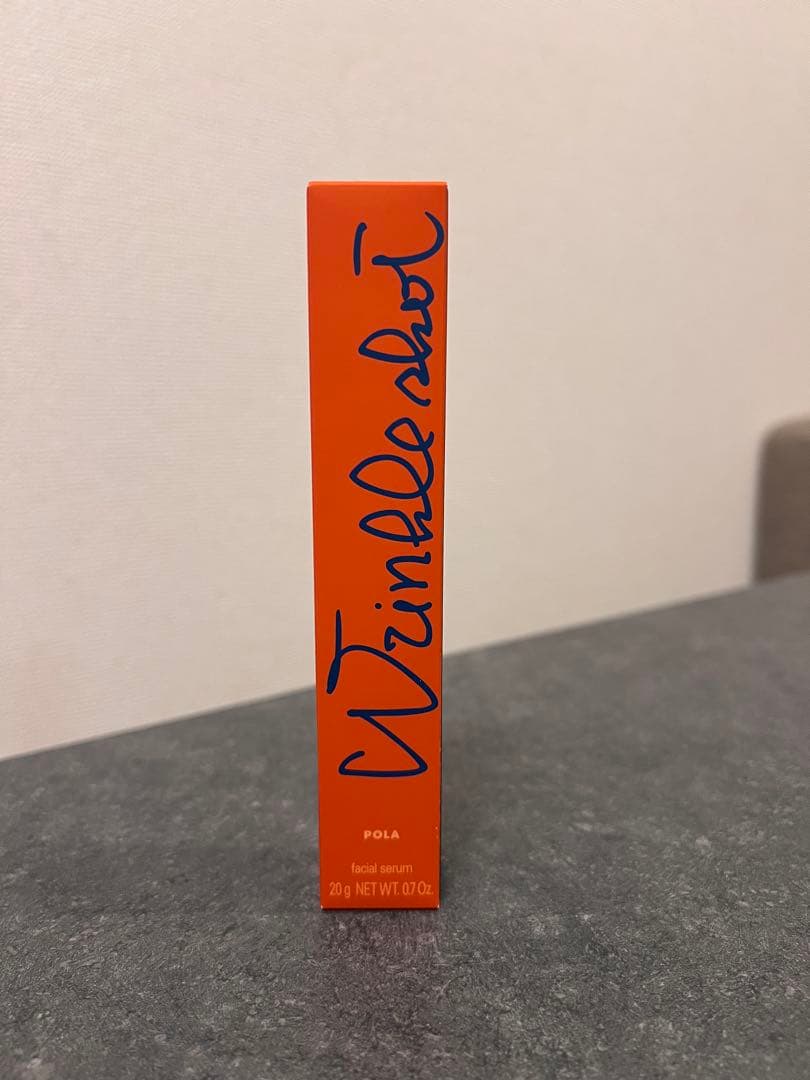 Wrinkle shot
POLA
facial serum
20 g NET WT. 0.7 Oz.